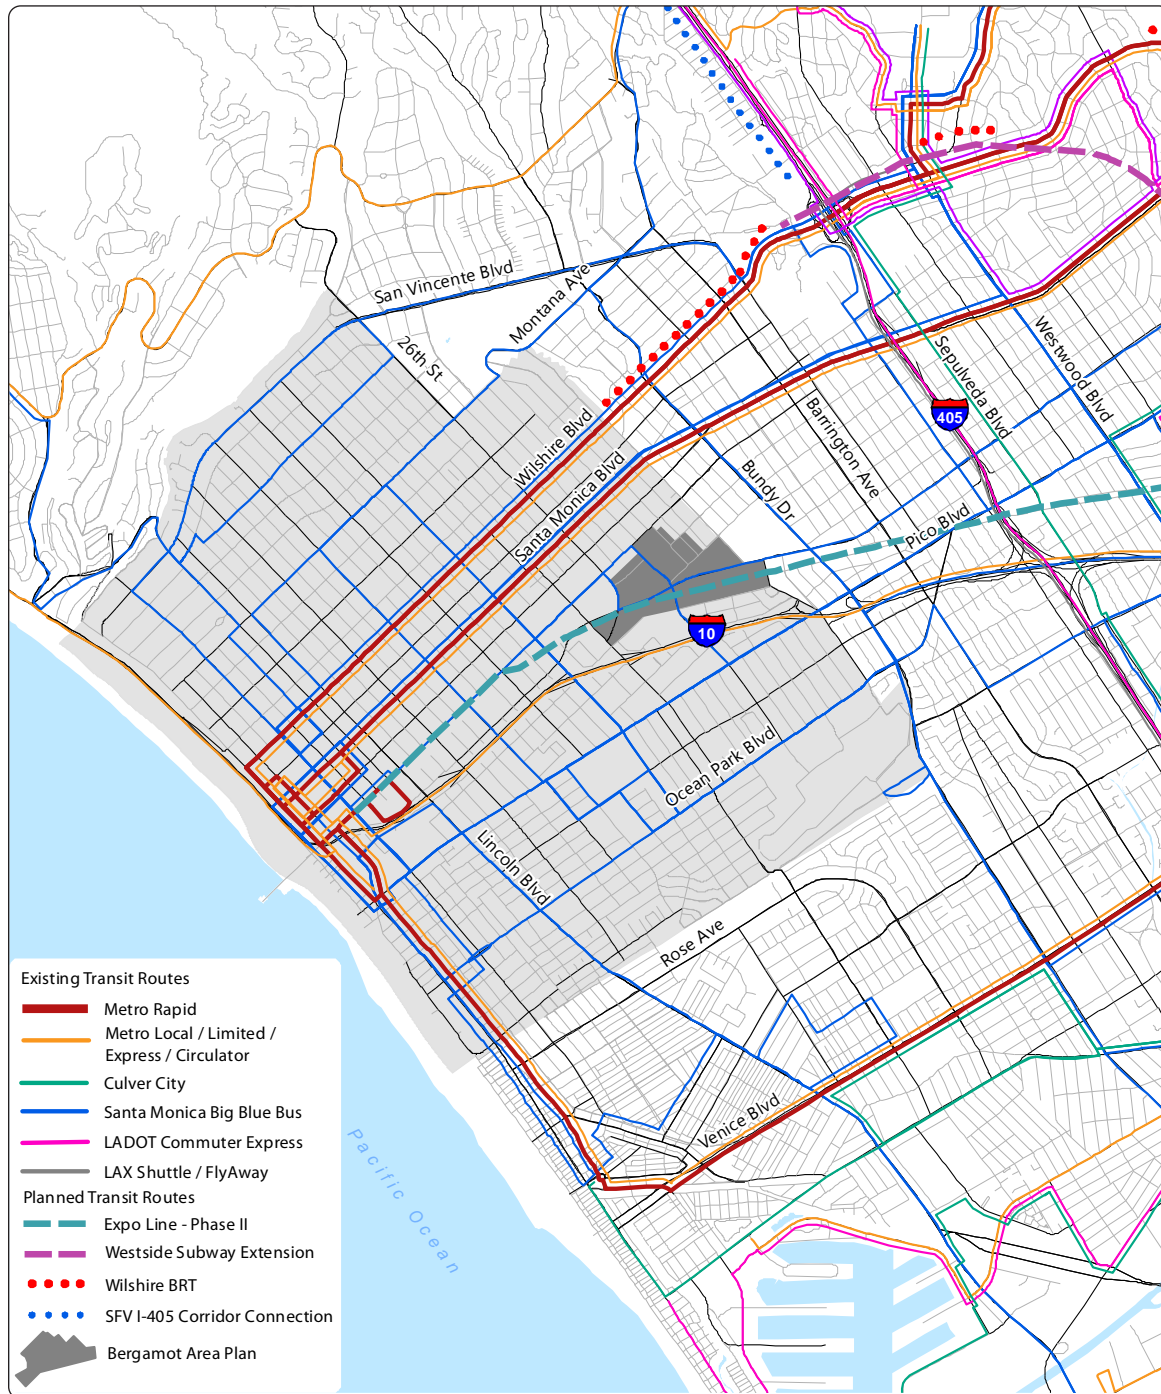 San Vincente Blvd
Montana Ave
26th St
Wilshire Blvd
Santa Monica Blvd
Bundy Dr
Barrington Ave
Sepulveda Blvd
Westwood Blvd
405
Pico Blvd
10
Ocean Park Blvd
Lincoln Blvd
Rose Ave
Venice Blvd
Pacific Ocean
Existing Transit Routes
Metro Rapid
Metro Local / Limited /
Express / Circulator
Culver City
Santa Monica Big Blue Bus
LADOT Commuter Express
LAX Shuttle / FlyAway
Planned Transit Routes
Expo Line - Phase II
Westside Subway Extension
Wilshire BRT
SFV I-405 Corridor Connection
Bergamot Area Plan